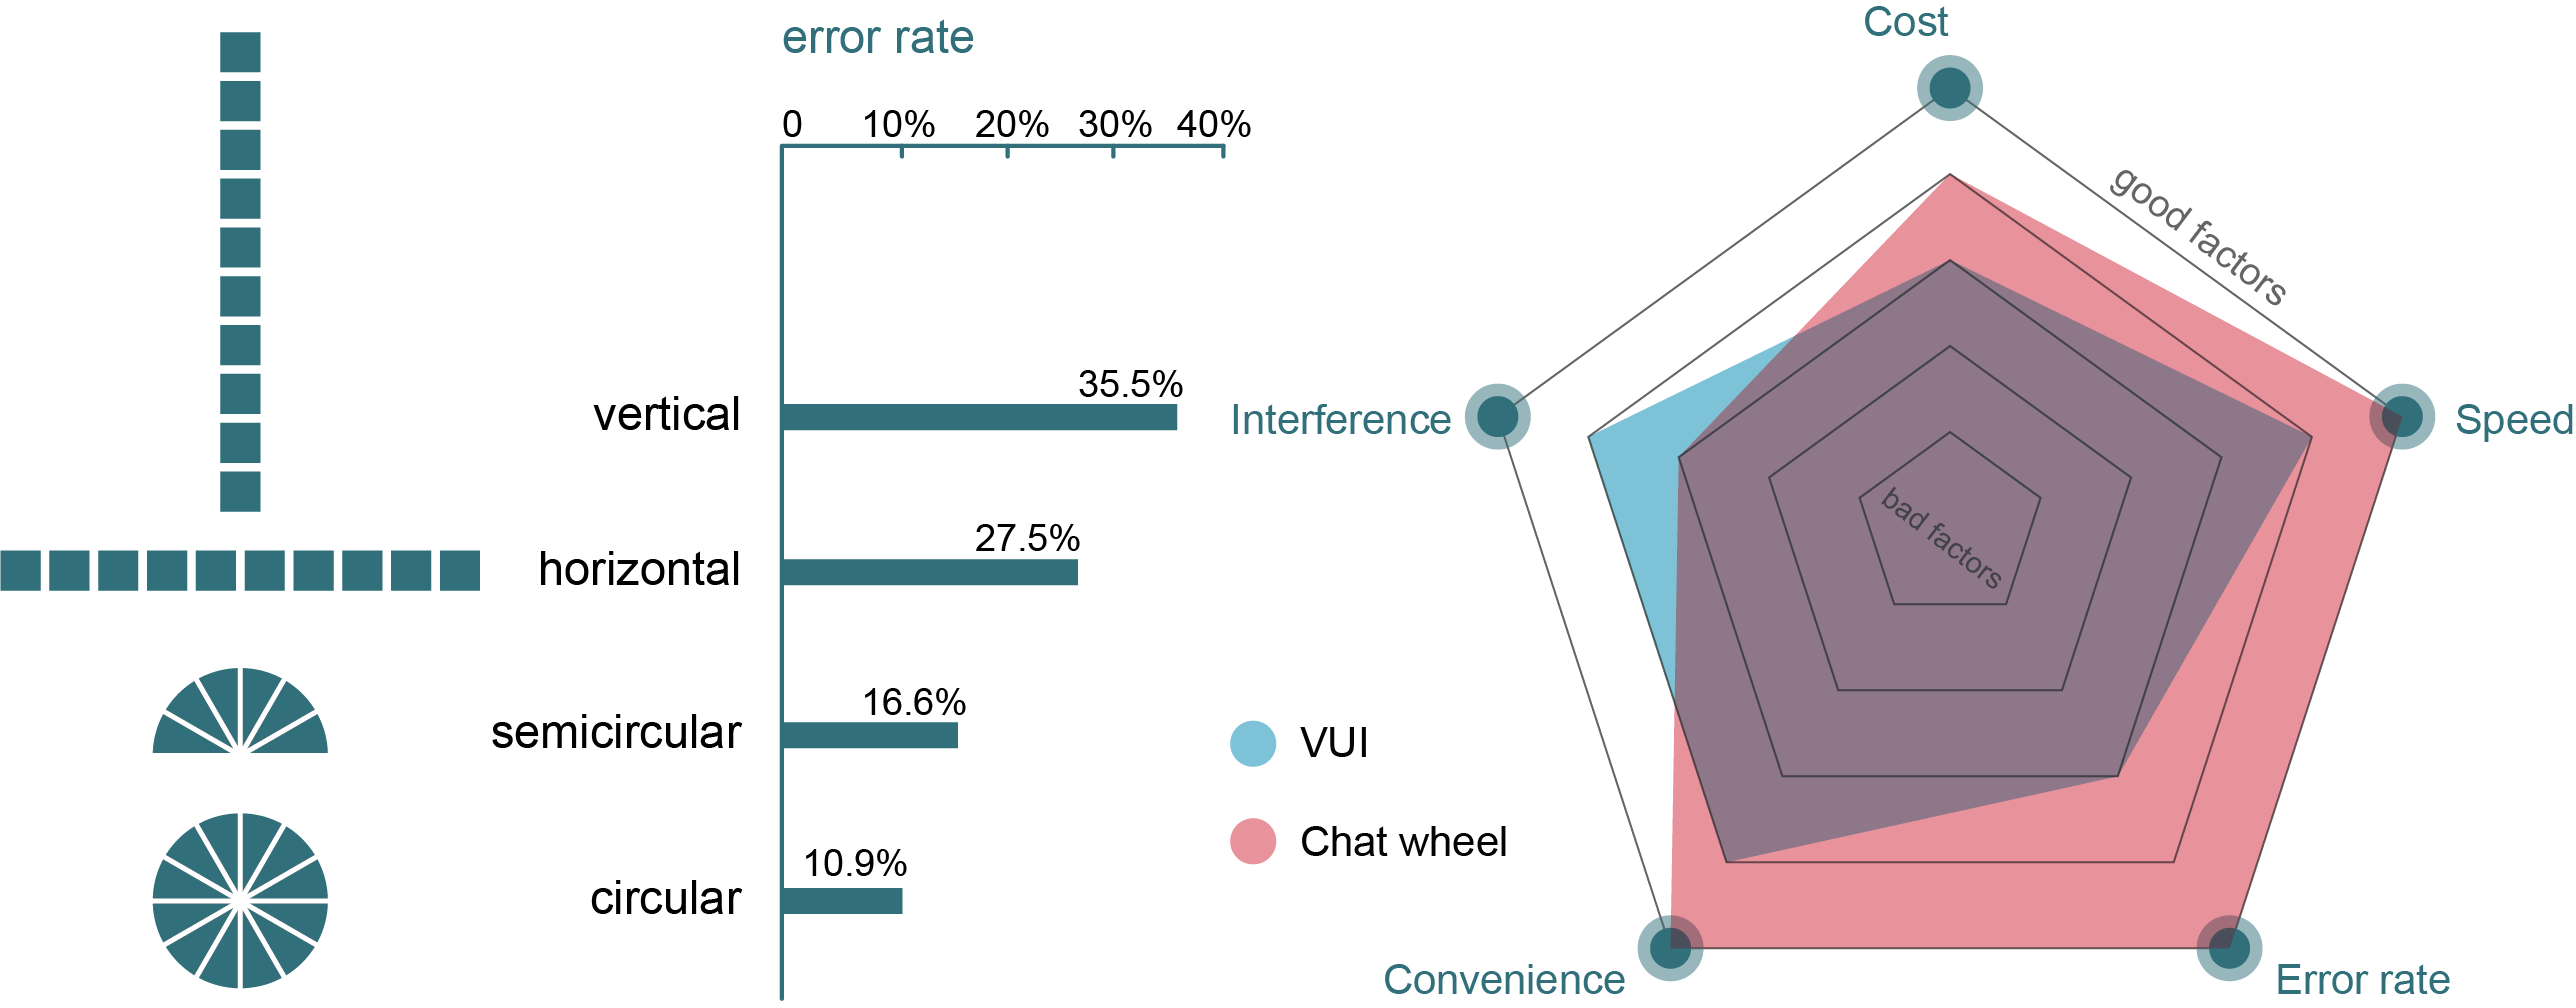 error rate
0 10% 20% 30% 40%
vertical
35.5%
horizontal
27.5%
semicircular
16.6%
circular
10.9%
Cost
good factors
Interference
Speed
bad factors
VUI
Chat wheel
Convenience
Error rate